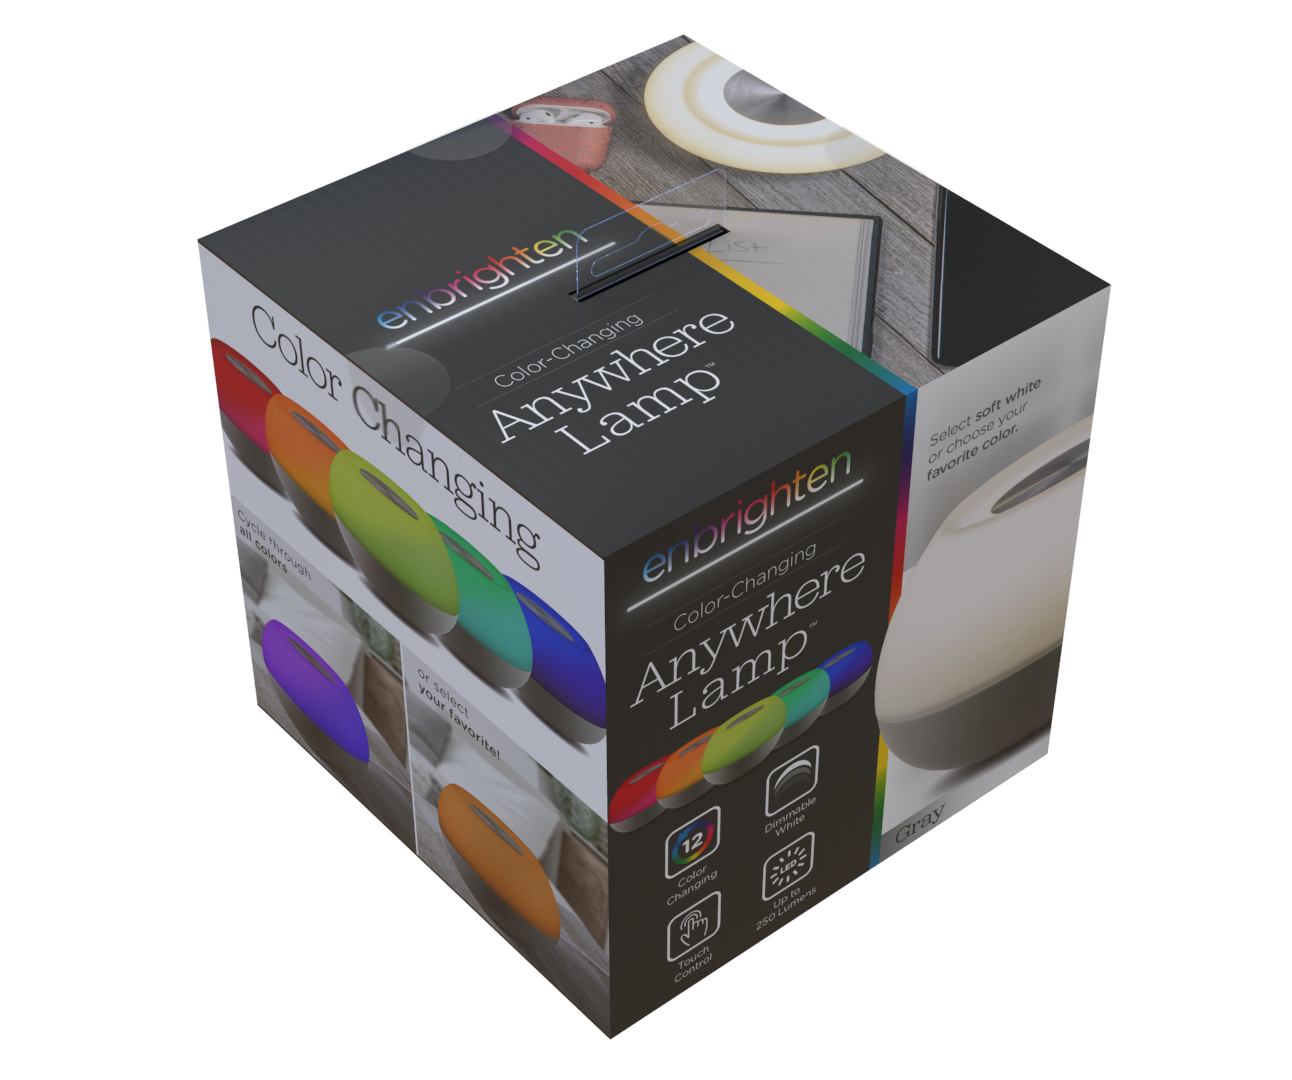 enbrighten
Color-Changing
Anywhere
Lamp™
List
Color Changing
Cycle through
all colors
or select
your favorite!
enbrighten
Color-Changing
Anywhere
Lamp™
12
Color
Changing
Dimmable
White
Touch
Control
LED
Up to
250 Lumens
Select soft white
or choose your
favorite color.
Gray